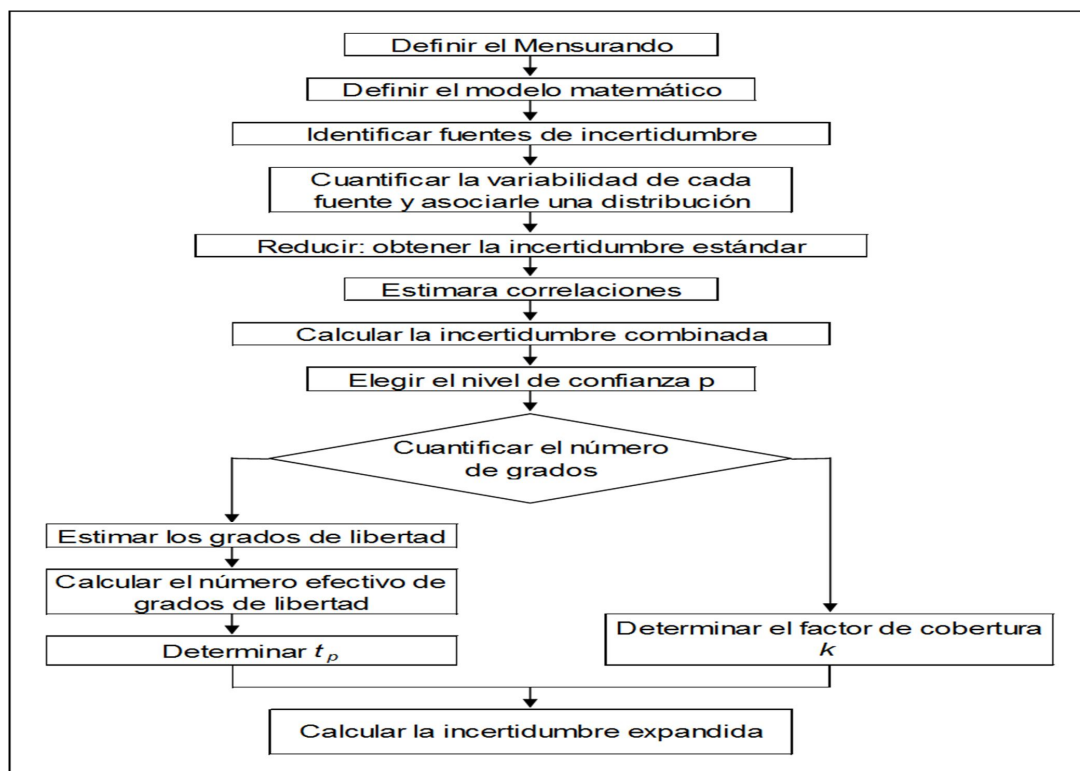 Definir el Mensurando
Definir el modelo matemático
Identificar fuentes de incertidumbre
Cuantificar la variabilidad de cada
fuente y asociarle una distribución
Reducir: obtener la incertidumbre estándar
Estimara correlaciones
Calcular la incertidumbre combinada
Elegir el nivel de confianza p
Cuantificar el número
de grados
Estimar los grados de libertad
Calcular el número efectivo de
grados de libertad
Determinar t p
Determinar el factor de cobertura
k
Calcular la incertidumbre expandida